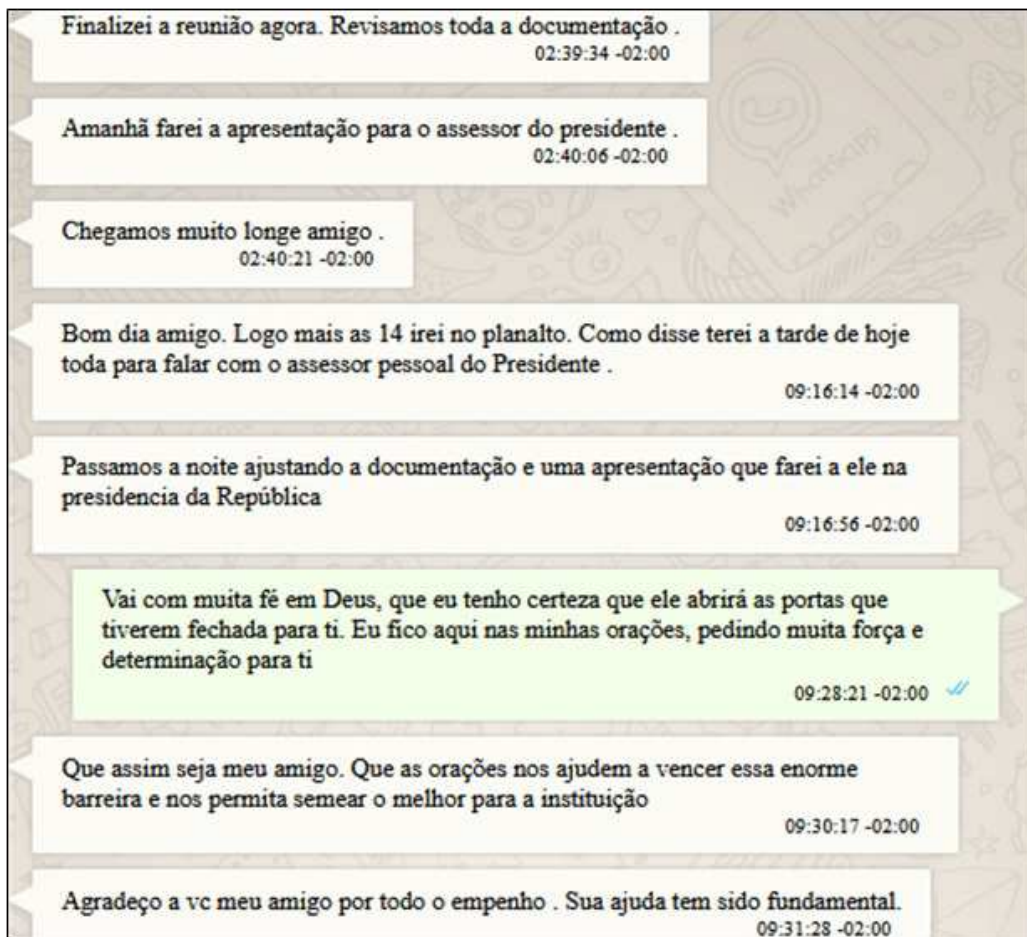 Finalizei a reunião agora. Revisamos toda a documentação .
02:39:34 -02:00
Amanhã farei a apresentação para o assessor do presidente .
02:40:06 -02:00
Chegamos muito longe amigo .
02:40:21 -02:00
Bom dia amigo. Logo mais as 14 irei no planalto. Como disse terei a tarde de hoje
toda para falar com o assessor pessoal do Presidente .
09:16:14 -02:00
Passamos a noite ajustando a documentação e uma apresentação que farei a ele na
presidencia da República
09:16:56 -02:00
Vai com muita fé em Deus, que eu tenho certeza que ele abrirá as portas que
tiverem fechada para ti. Eu fico aqui nas minhas orações, pedindo muita força e
determinação para ti
09:28:21 -02:00
Que assim seja meu amigo. Que as orações nos ajudem a vencer essa enorme
barreira e nos permita semear o melhor para a instituição
09:30:17 -02:00
Agradeço a vc meu amigo por todo o empenho . Sua ajuda tem sido fundamental.
09:31:28 -02:00